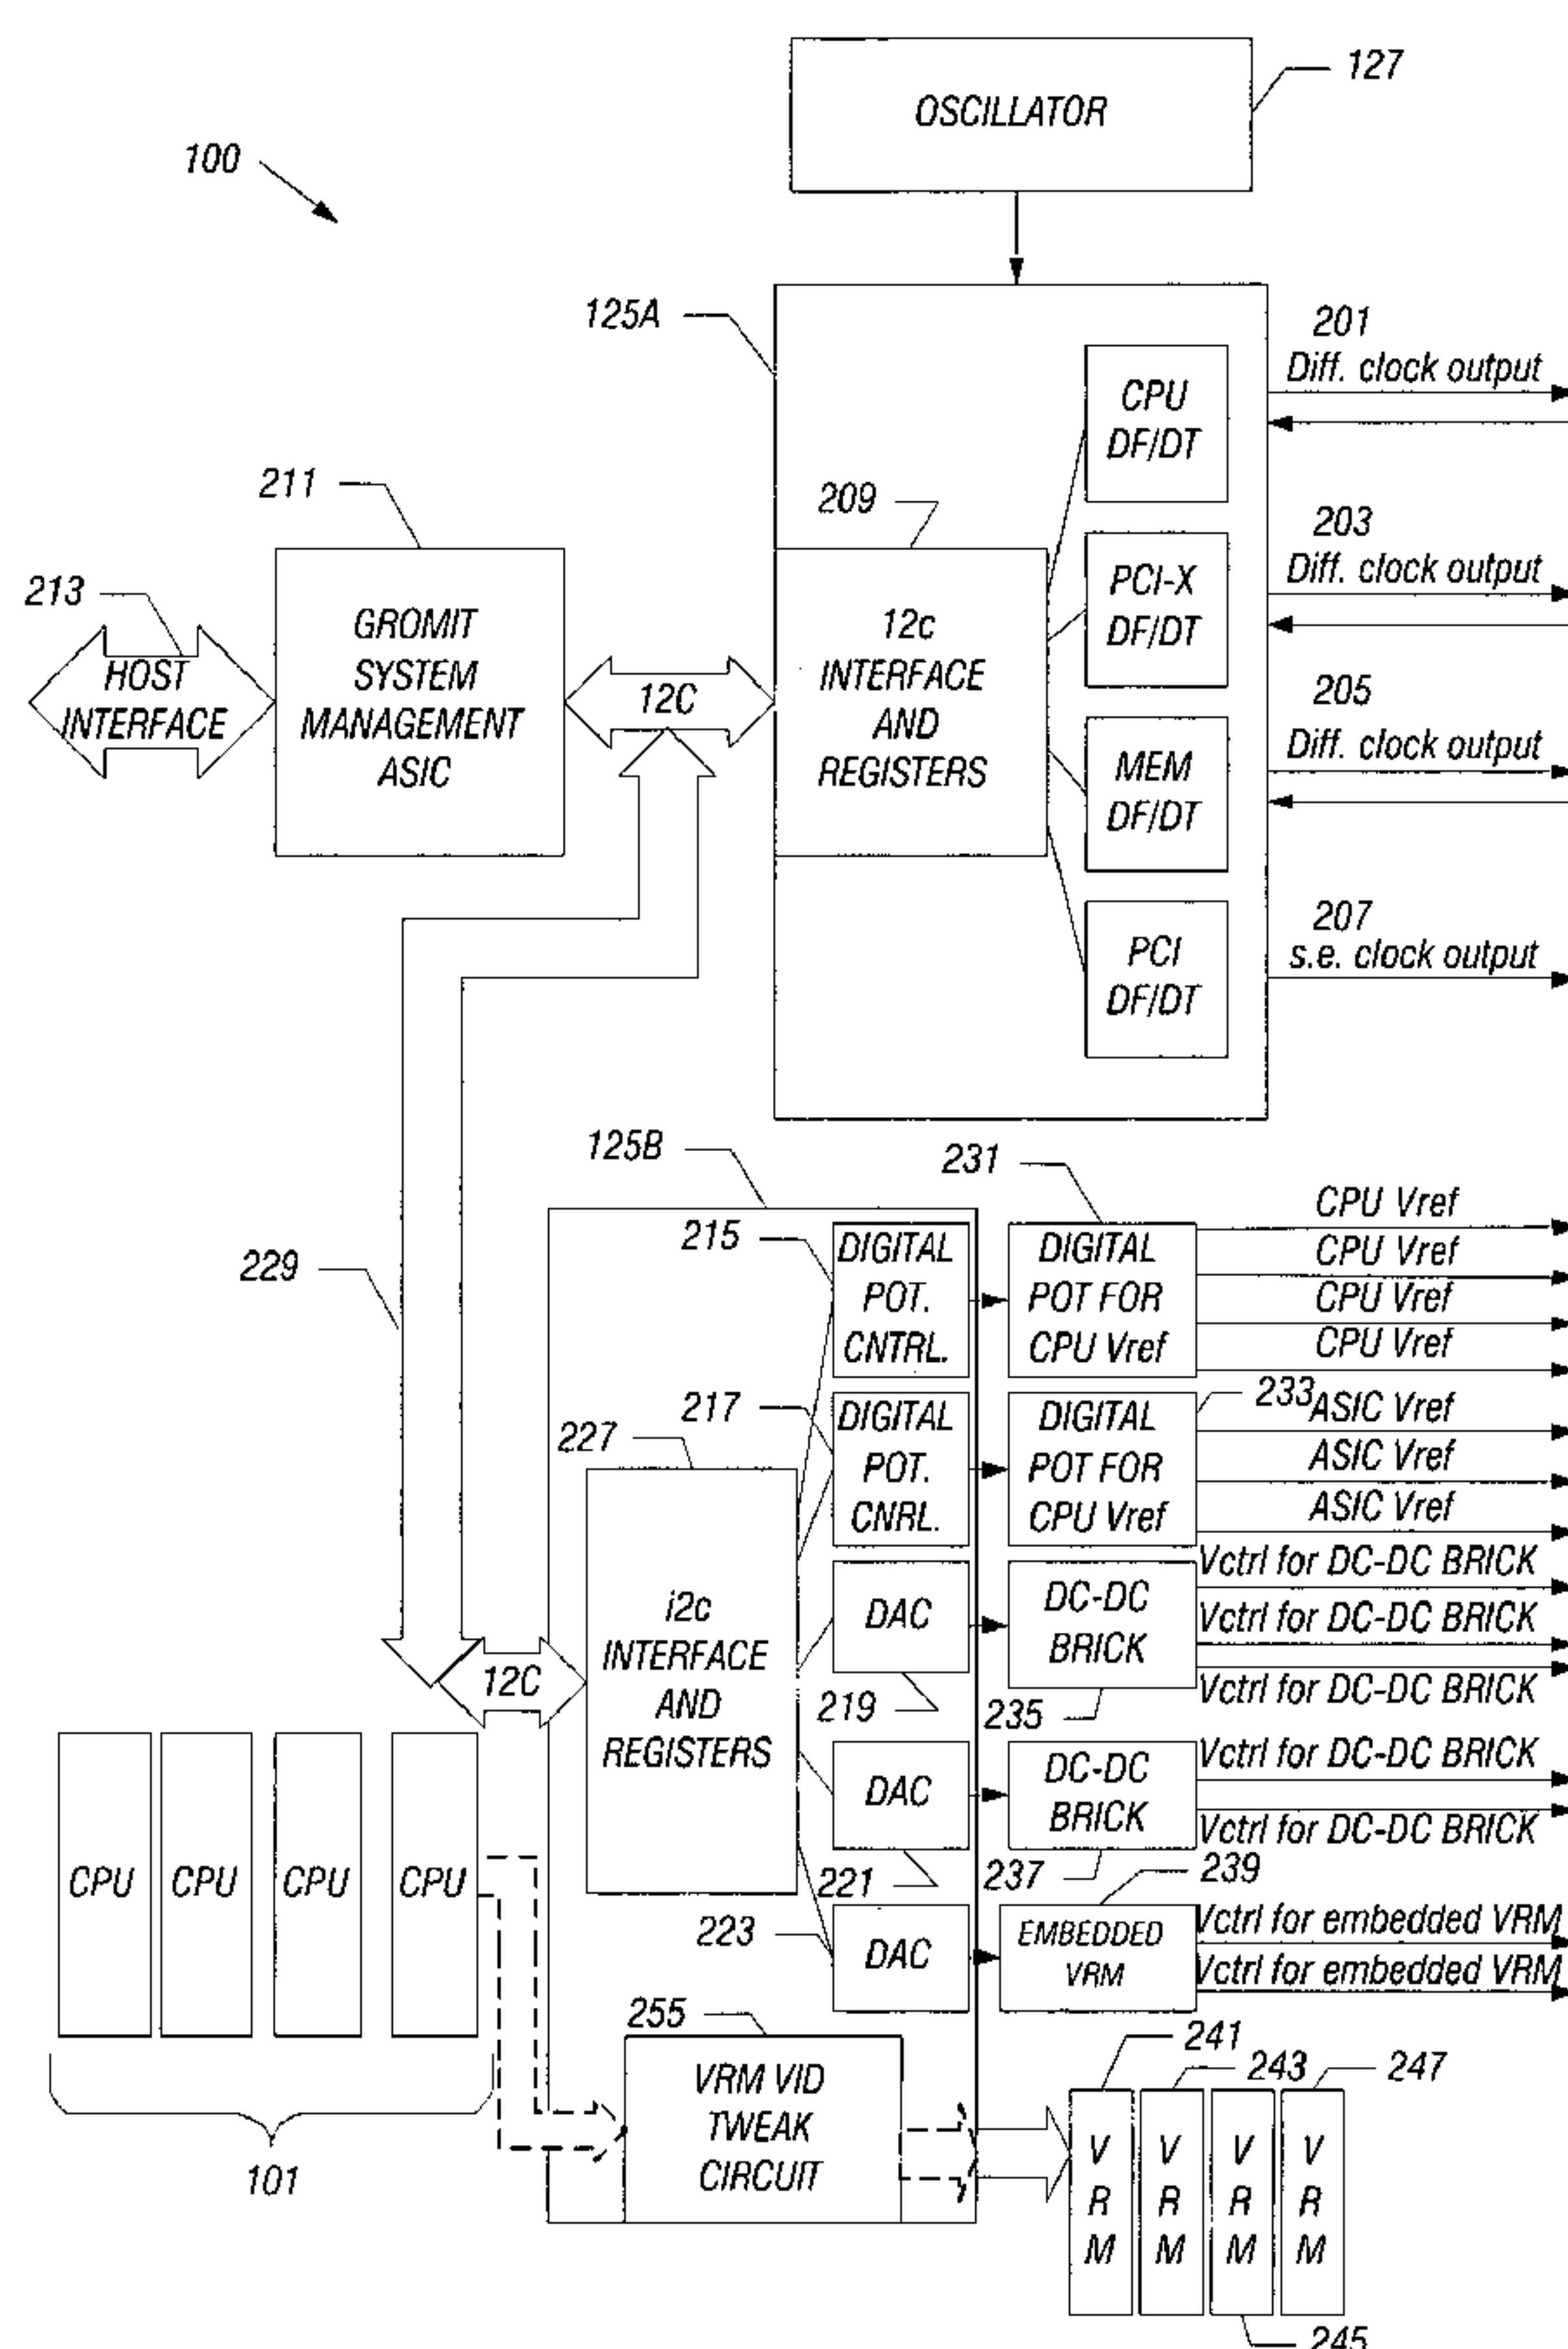 OSCILLATOR
127
100
125A
CPU
DF/DT
201
Diff. clock output
211
209
PCI-X
DF/DT
203
Diff. clock output
213
HOST
INTERFACE
GROMIT
SYSTEM
MANAGEMENT
ASIC
12C
12c
INTERFACE
AND
REGISTERS
MEM
DF/DT
205
Diff. clock output
PCI
DF/DT
207
s.e. clock output
125B
231
229
215
DIGITAL
POT.
CNTRL.
DIGITAL
POT FOR
CPU Vref
CPU Vref
CPU Vref
CPU Vref
CPU Vref
217
227
DIGITAL
POT.
CNRL.
DIGITAL
POT FOR
CPU Vref
233
ASIC Vref
ASIC Vref
ASIC Vref
12C
i2c
INTERFACE
AND
REGISTERS
DAC
219
DC-DC
BRICK
235
Vctrl for DC-DC BRICK
Vctrl for DC-DC BRICK
Vctrl for DC-DC BRICK
DAC
221
DC-DC
BRICK
237
Vctrl for DC-DC BRICK
Vctrl for DC-DC BRICK
239
CPU
CPU
CPU
CPU
101
223
DAC
EMBEDDED
VRM
Vctrl for embedded VRM
Vctrl for embedded VRM
255
VRM VID
TWEAK
CIRCUIT
241
243
247
V
R
M
V
R
M
V
R
M
V
R
M
245